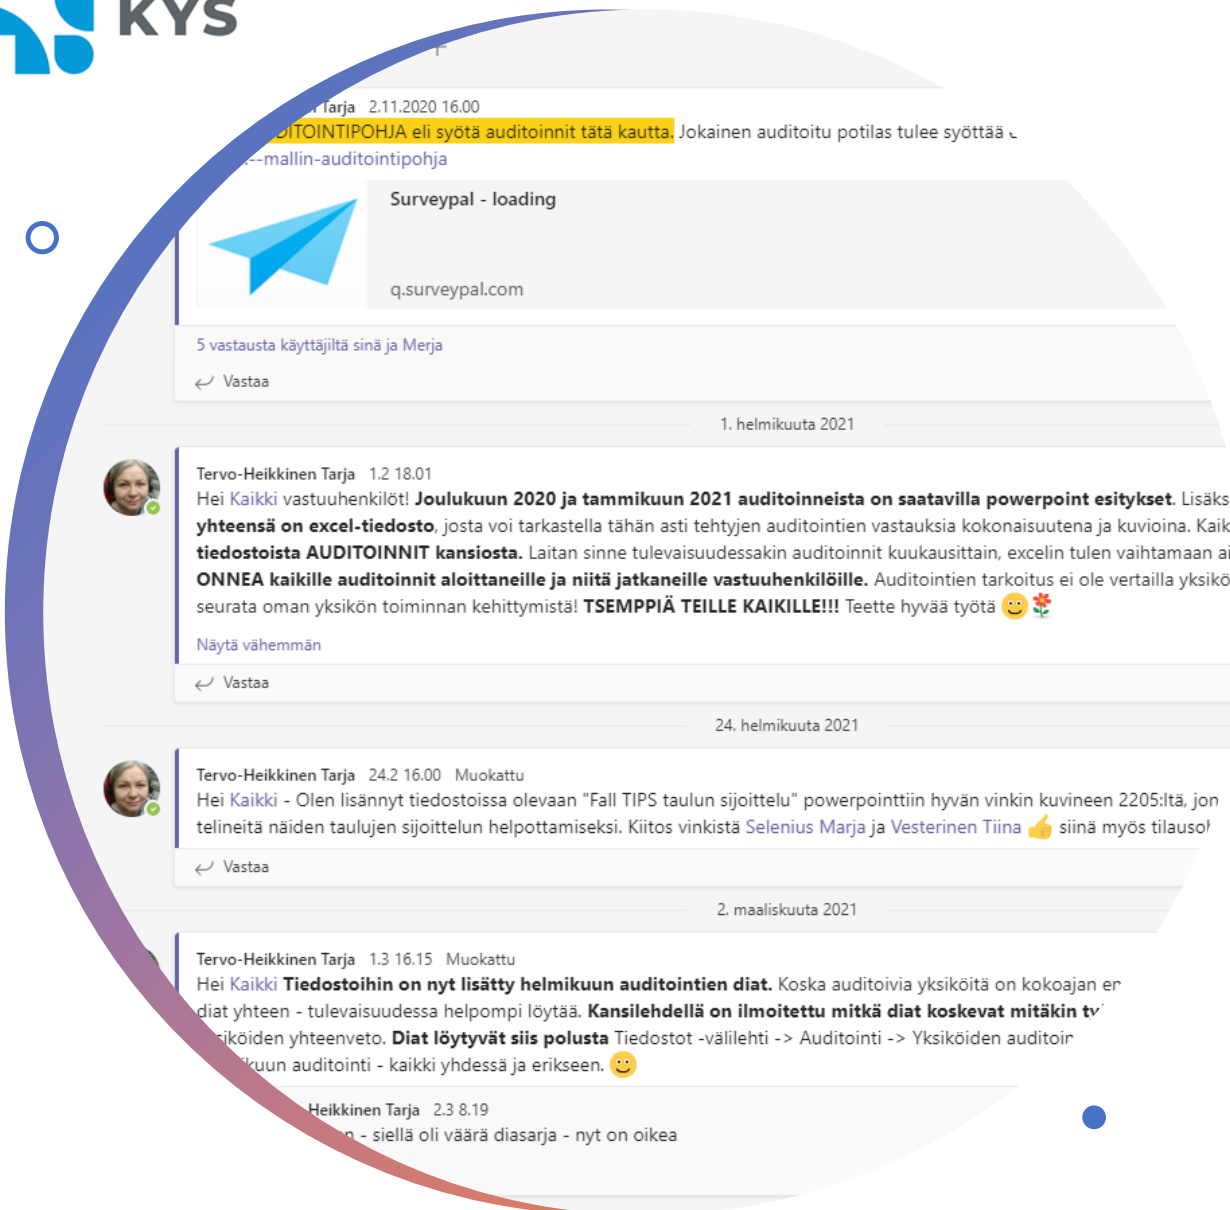 KYS
Tarja 2.11.2020 16.00
DITOINTIPOHJA eli syötä auditoinnit tätä kautta. Jokainen auditoitu potilas tulee syöttää
--mallin-auditointipohja
Surveypal - loading
q.surveypal.com
5 vastausta käyttäjiltä sinä ja Merja
Vastaa
1. helmikuuta 2021
Tervo-Heikkinen Tarja 1.2 18.01
Hei Kaikki vastuuhenkilöt! Joulukuun 2020 ja tammikuun 2021 auditoinneista on saatavilla powerpoint esitykset. Lisäks
yhteensä on excel-tiedosto, josta voi tarkastella tähän asti tehtyjen auditointien vastauksia kokonaisuutena ja kuvioina. Kaik
tiedostoista AUDITOINNIT kansiosta. Laitan sinne tulevaisuudessakin auditoinnit kuukausittain, excelin tulen vaihtamaan ai
ONNEA kaikille auditoinnit aloittaneille ja niitä jatkaneille vastuuhenkilöille. Auditointien tarkoitus ei ole vertailla yksikö
seurata oman yksikön toiminnan kehittymistä! TSEMPPIÄ TEILLE KAIKILLE!!! Teette hyvää työtä
Näytä vähemmän
Vastaa
24. helmikuuta 2021
Tervo-Heikkinen Tarja 24.2 16.00 Muokattu
Hei Kaikki - Olen lisännyt tiedostoissa olevaan "Fall TIPS taulun sijoittelu" powerpointtiin hyvän vinkin kuvineen 2205:ltä, jon
telineitä näiden taulujen sijoittelun helpottamiseksi. Kiitos vinkistä Selenius Marja ja Vesterinen Tiina siinä myös tilauso
Vastaa
2. maaliskuuta 2021
Tervo-Heikkinen Tarja 1.3 16.15 Muokattu
Hei Kaikki Tiedostoihin on nyt lisätty helmikuun auditointien diat. Koska auditoivia yksiköitä on kokoajan er
diat yhteen - tulevaisuudessa helpompi löytää. Kansilehdellä on ilmoitettu mitkä diat koskevat mitäkin ty
siköiden yhteenveto. Diat löytyvät siis polusta Tiedostot -välilehti -> Auditointi -> Yksiköiden auditoir
kuun auditointi - kaikki yhdessä ja erikseen.
Heikkinen Tarja 2.3 8.19
- siellä oli väärä diasarja - nyt on oikea